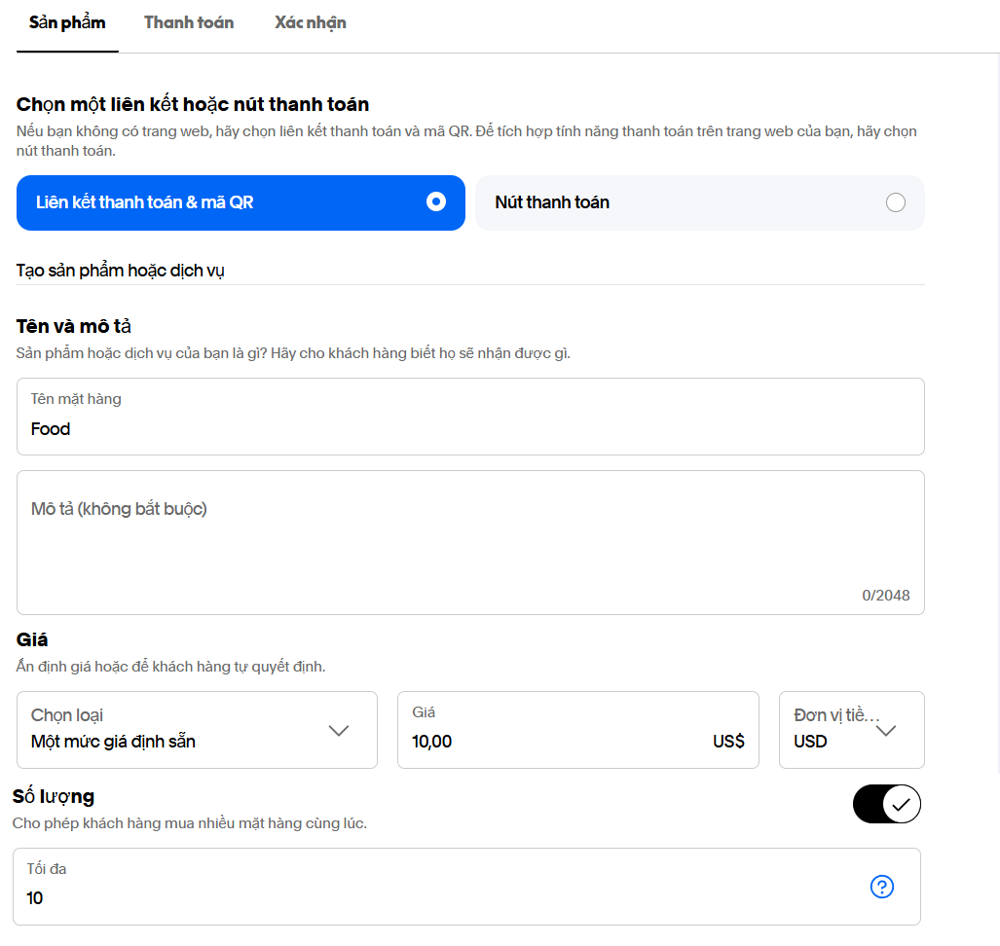 Sản phẩm Thanh toán Xác nhận
Chọn một liên kết hoặc nút thanh toán
Nếu bạn không có trang web, hãy chọn liên kết thanh toán và mã QR. Để tích hợp tính năng thanh toán trên trang web của bạn, hãy chọn
nút thanh toán.
Liên kết thanh toán & mã QR
Nút thanh toán
Tạo sản phẩm hoặc dịch vụ
Tên và mô tả
Sản phẩm hoặc dịch vụ của bạn là gì? Hãy cho khách hàng biết họ sẽ nhận được gì.
Tên mặt hàng
Food
Mô tả (không bắt buộc)
0/2048
Giá
Ấn định giá hoặc để khách hàng tự quyết định.
Chọn loại
Một mức giá định sẵn
Giá
10,00 US$
Đơn vị tiề...
USD
Số lượng
Cho phép khách hàng mua nhiều mặt hàng cùng lúc.
Tối đa
10
?